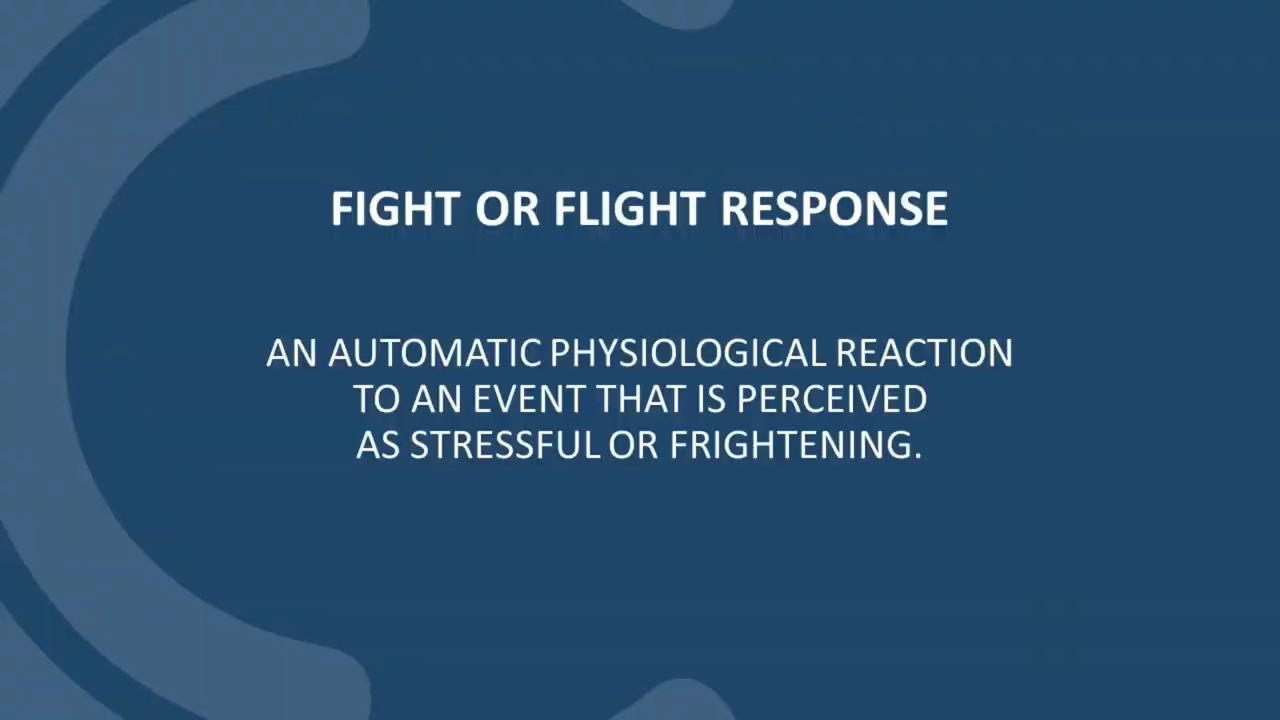 FIGHT OR FLIGHT RESPONSE
AN AUTOMATIC PHYSIOLOGICAL REACTION
TO AN EVENT THAT IS PERCEIVED
AS STRESSFUL OR FRIGHTENING.